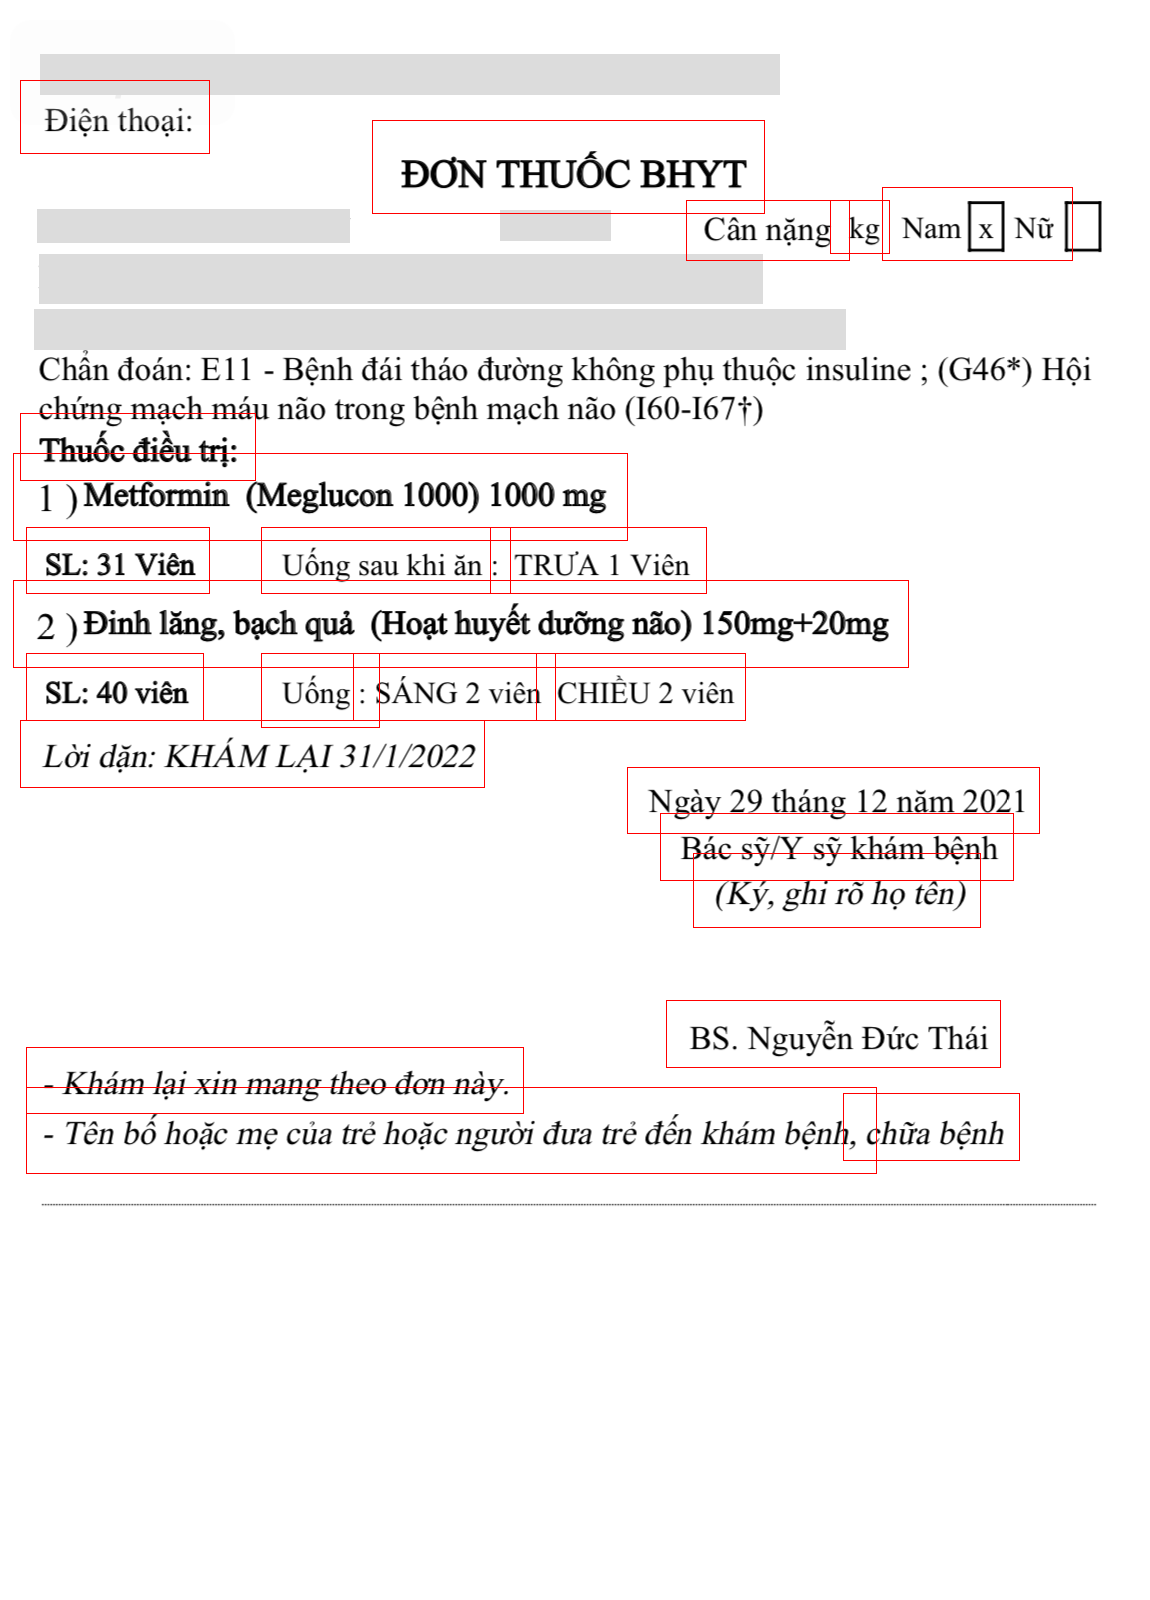 Điện thoại:
ĐƠN THUỐC BHYT
Cân nặng kg Nam x Nữ
Chẩn đoán: E11 - Bệnh đái tháo đường không phụ thuộc insuline ; (G46*) Hội
chứng mạch máu não trong bệnh mạch não (I60-I67†)
Thuốc điều trị:
1 ) Metformin (Meglucon 1000) 1000 mg
SL: 31 Viên Uống sau khi ăn : TRƯA 1 Viên
2 ) Đinh lăng, bạch quả (Hoạt huyết dưỡng não) 150mg+20mg
SL: 40 viên Uống : SÁNG 2 viên CHIỀU 2 viên
Lời dặn: KHÁM LẠI 31/1/2022
Ngày 29 tháng 12 năm 2021
Bác sỹ/Y sỹ khám bệnh
(Ký, ghi rõ họ tên)
BS. Nguyễn Đức Thái
- Khám lại xin mang theo đơn này.
- Tên bố hoặc mẹ của trẻ hoặc người đưa trẻ đến khám bệnh, chữa bệnh